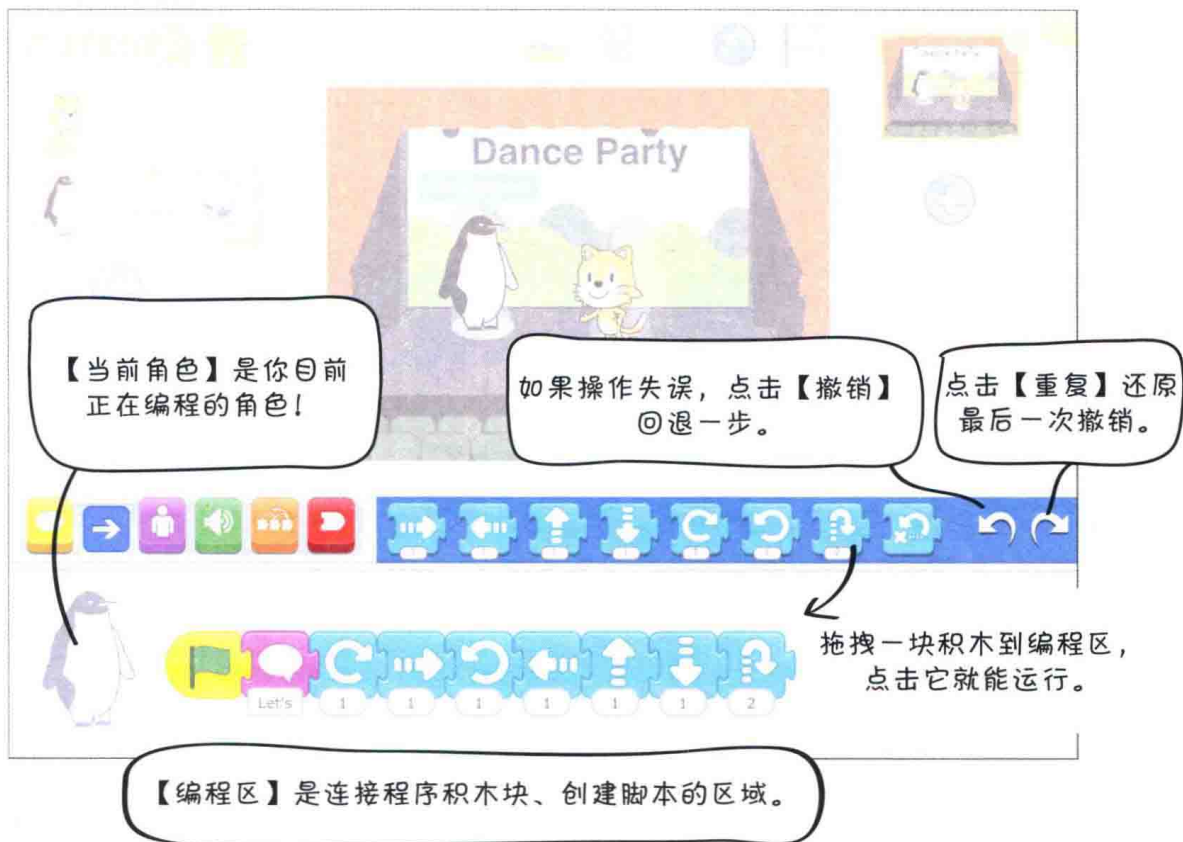 Dance Party
Dance Party
【当前角色】是你目前
正在编程的角色！
如果操作失误，点击【撤销】
回退一步。
点击【重复】还原
最后一次撤销。
拖拽一块积木到编程区，
点击它就能运行。
Let's
1
1
1
1
1
1
2
【编程区】是连接程序积木块、创建脚本的区域。